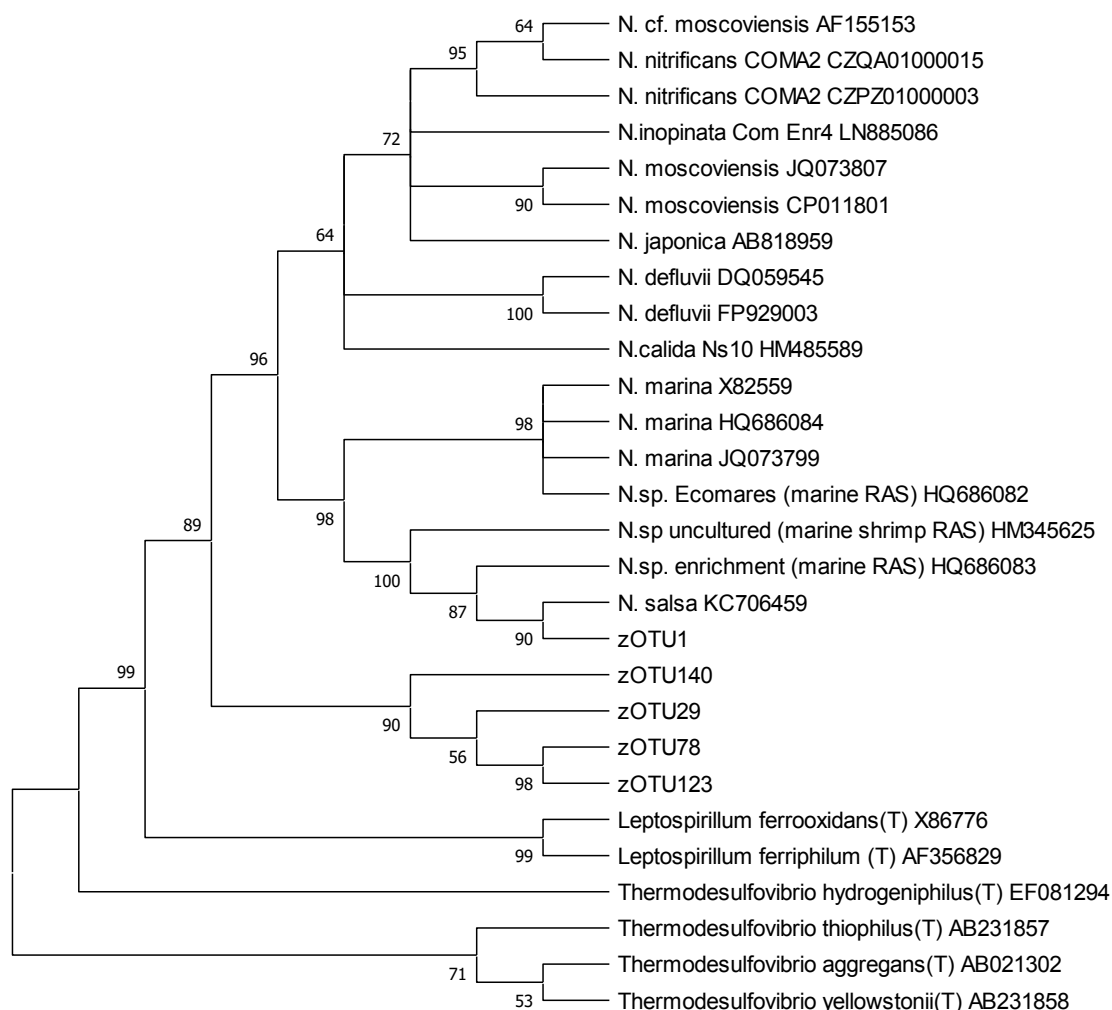 64
N. cf. moscoviensis AF155153
95
N. nitrificans COMA2 CZQA01000015
N. nitrificans COMA2 CZPZ01000003
72
N.inopinata Com Enr4 LN885086
N. moscoviensis JQ073807
90
N. moscoviensis CP011801
64
N. japonica AB818959
N. defluvii DQ059545
100
N. defluvii FP929003
96
N.calida Ns10 HM485589
N. marina X82559
98
N. marina HQ686084
N. marina JQ073799
N.sp. Ecomares (marine RAS) HQ686082
89
98
N.sp uncultured (marine shrimp RAS) HM345625
100
N.sp. enrichment (marine RAS) HQ686083
87
N. salsa KC706459
90
zOTU1
99
zOTU140
90
zOTU29
56
zOTU78
98
zOTU123
Leptospirillum ferrooxidans(T) X86776
99
Leptospirillum ferriphilum (T) AF356829
Thermodesulfovibrio hydrogeniphilus(T) EF081294
Thermodesulfovibrio thiophilus(T) AB231857
71
Thermodesulfovibrio aggregans(T) AB021302
53
Thermodesulfovibrio yellowstonii(T) AB231858